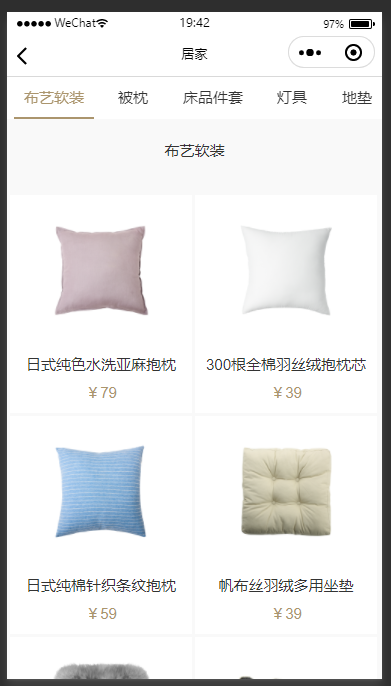 ●●●●● WeChat 19:42 97%
居家
布艺软装 被枕 床品件套 灯具 地垫
布艺软装
日式纯色水洗亚麻抱枕 300根全棉羽丝绒抱枕芯
￥79 ￥39
日式纯棉针织条纹抱枕 帆布丝羽绒多用坐垫
￥59 ￥39